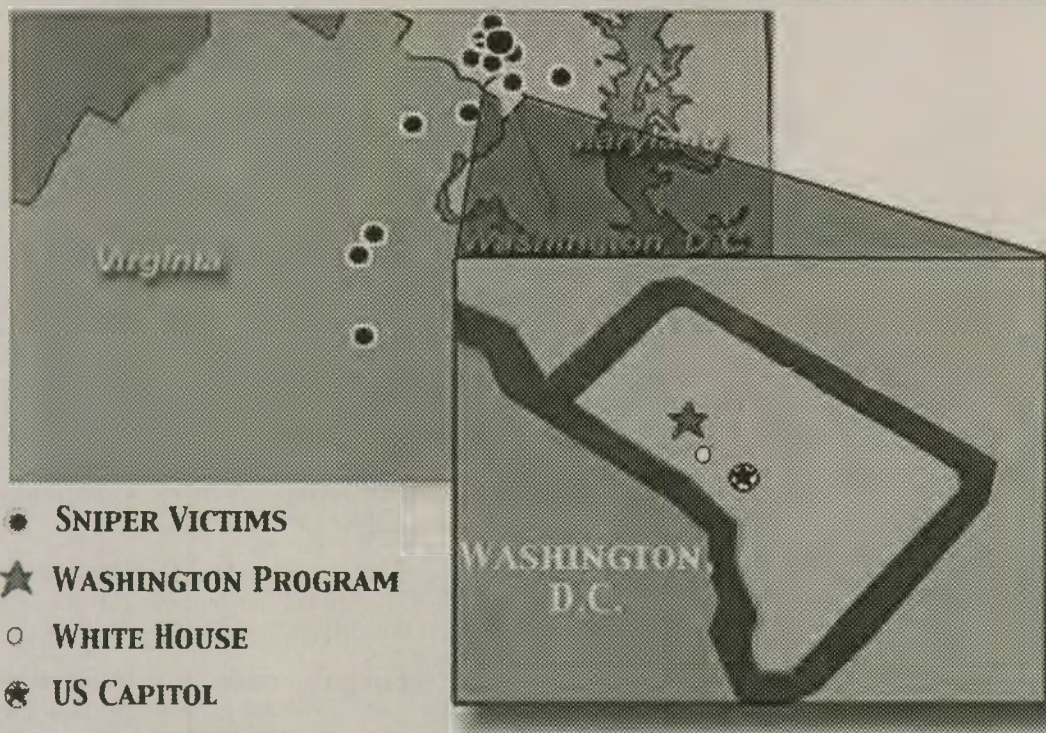 Maryland
Washington D.C.
Virginia
WASHINGTON,
D.C.
SNIPER VICTIMS
WASHINGTON PROGRAM
WHITE HOUSE
US CAPITOL